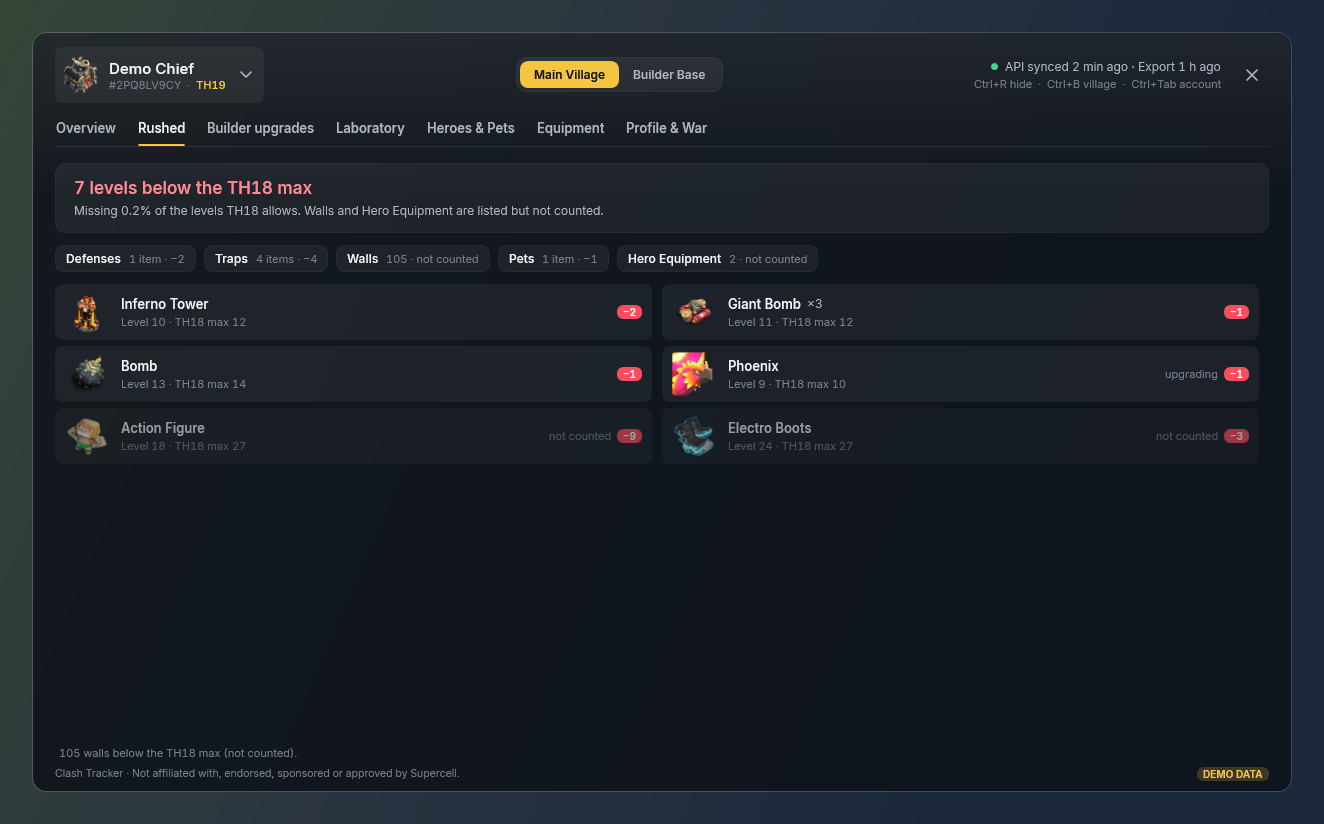 Demo Chief
#2PQ8LV9CY · TH19
Main Village
Builder Base
API synced 2 min ago · Export 1 h ago
Ctrl+R hide · Ctrl+B village · Ctrl+Tab account
Overview
Rushed
Builder upgrades
Laboratory
Heroes & Pets
Equipment
Profile & War
7 levels below the TH18 max
Missing 0.2% of the levels TH18 allows. Walls and Hero Equipment are listed but not counted.
Defenses 1 item · −2
Traps 4 items · −4
Walls 105 · not counted
Pets 1 item · −1
Hero Equipment 2 · not counted
Inferno Tower
Level 10 · TH18 max 12
−2
Giant Bomb ×3
Level 11 · TH18 max 12
−1
Bomb
Level 13 · TH18 max 14
−1
Phoenix
Level 9 · TH18 max 10
upgrading −1
Action Figure
Level 18 · TH18 max 27
not counted −9
Electro Boots
Level 24 · TH18 max 27
not counted −3
105 walls below the TH18 max (not counted).
Clash Tracker · Not affiliated with, endorsed, sponsored or approved by Supercell.
DEMO DATA